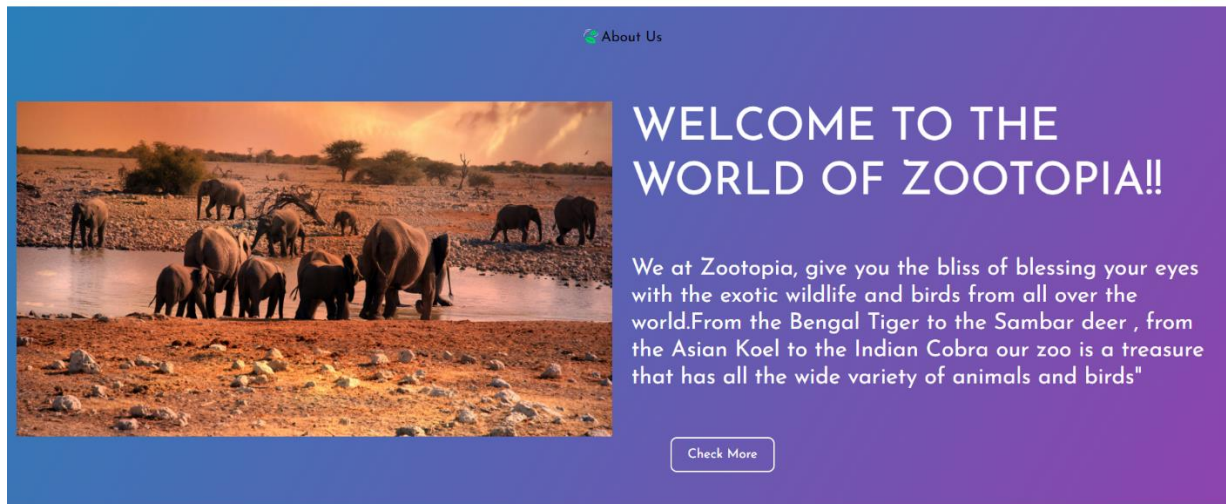 About Us
WELCOME TO THE
WORLD OF ZOOTOPIA!!
We at Zootopia, give you the bliss of blessing your eyes
with the exotic wildlife and birds from all over the
world.From the Bengal Tiger to the Sambar deer , from
the Asian Koel to the Indian Cobra our zoo is a treasure
that has all the wide variety of animals and birds"
Check More